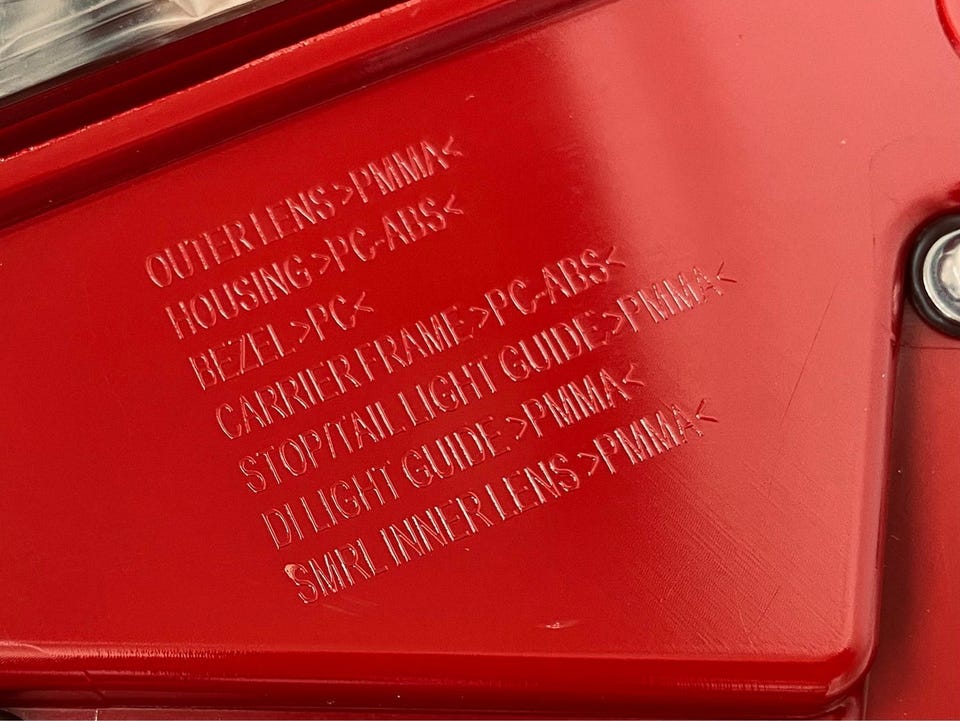 OUTER LENS >PMMA<
HOUSING >PC-ABS<
BEZEL >PC<
CARRIER FRAME >PC-ABS<
STOP/TAIL LIGHT GUIDE >PMMA<
DI LIGHT GUIDE >PMMA<
SMRL INNER LENS >PMMA<